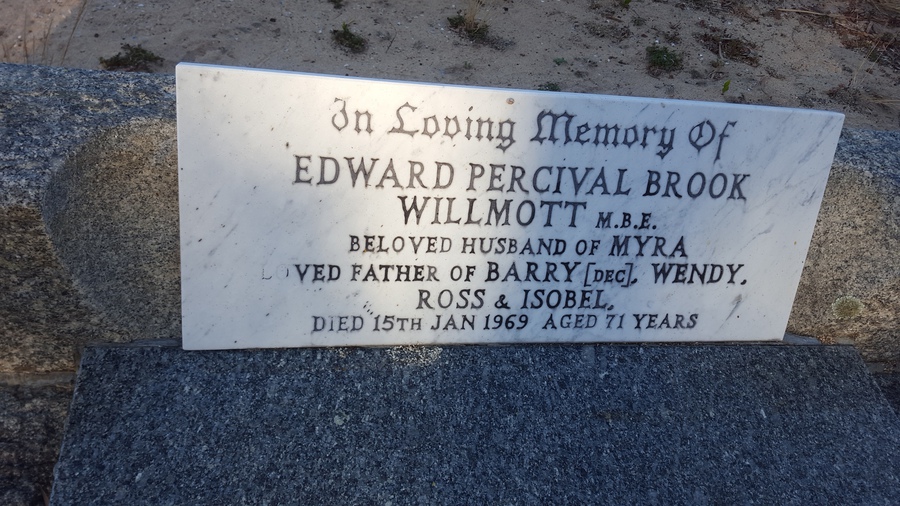 In Loving Memory Of
EDWARD PERCIVAL BROOK
WILLMOTT M.B.E.
BELOVED HUSBAND OF MYRA
LOVED FATHER OF BARRY [DEC], WENDY,
ROSS & ISOBEL,
DIED 15TH JAN 1969 AGED 71 YEARS